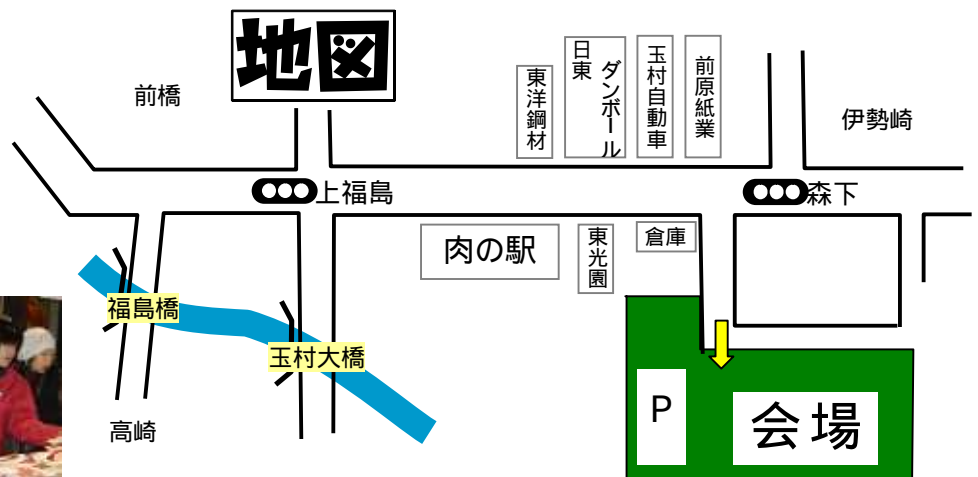 地図
前橋
東洋鋼材
日東
ダンボール
玉村自動車
前原紙業
伊勢崎
上福島
森下
肉の駅
東光園
倉庫
福島橋
玉村大橋
高崎
P
会場